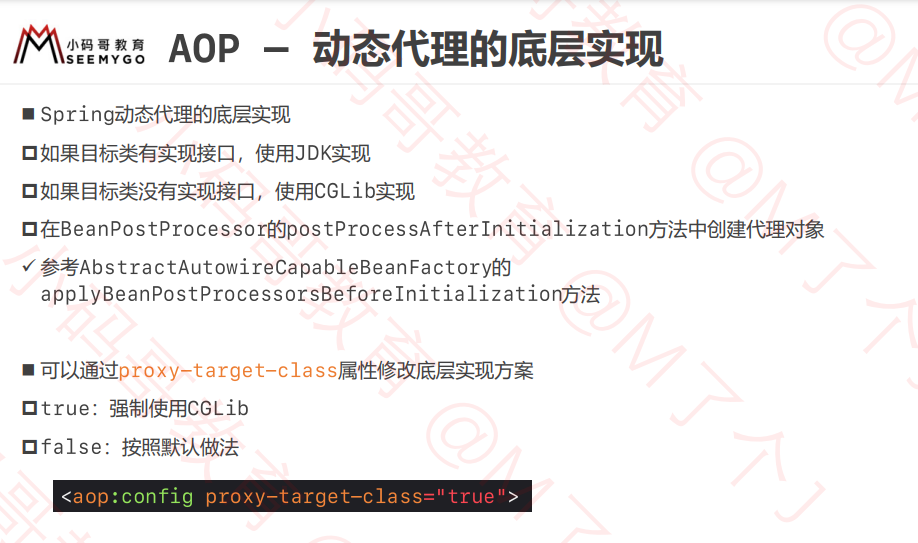 小码哥教育
SEEMYGO
AOP – 动态代理的底层实现
Spring动态代理的底层实现
如果目标类有实现接口，使用JDK实现
如果目标类没有实现接口，使用CGLib实现
在BeanPostProcessor的postProcessAfterInitialization方法中创建代理对象
参考AbstractAutowireCapableBeanFactory的
applyBeanPostProcessorsBeforeInitialization方法
可以通过proxy-target-class属性修改底层实现方案
true：强制使用CGLib
false：按照默认做法
<aop:config proxy-target-class="true">
小码哥教育 @M了个J